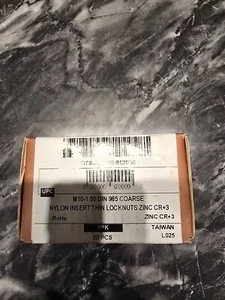 UPC
M10-1.50 DIN 985 COARSE
NYLON INSERT THIN LOCKNUTS ZINC CR+3
RoHs ZINC CR+3
1PK TAIWAN
50 PCS L025